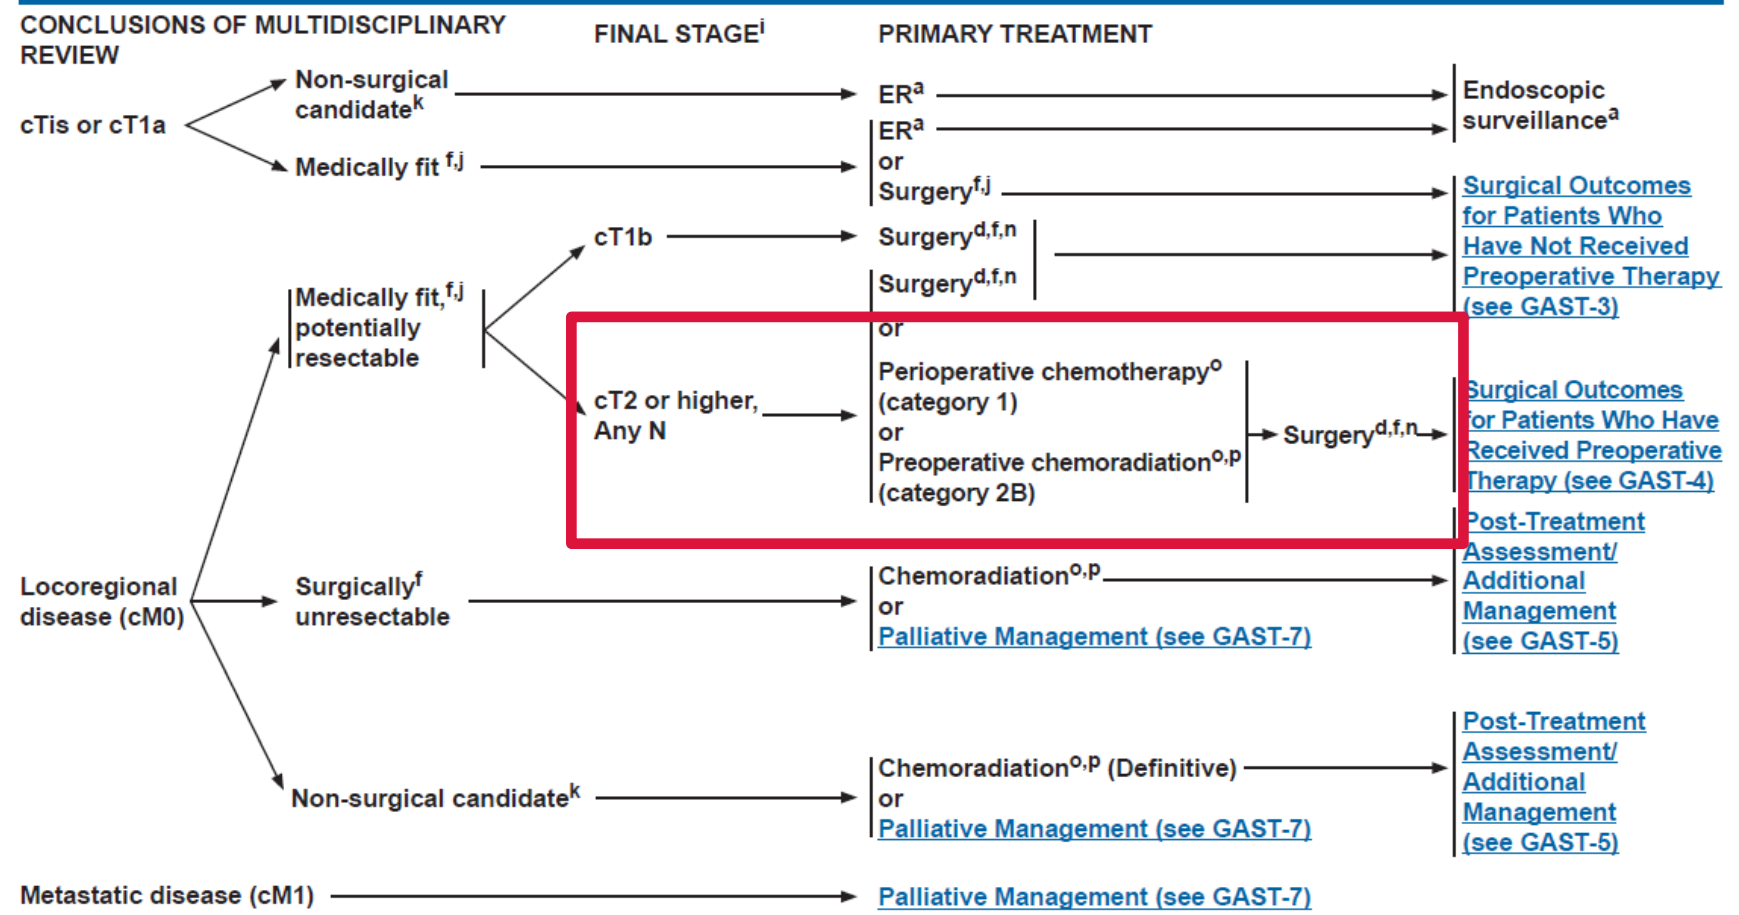 CONCLUSIONS OF MULTIDISCIPLINARY
REVIEW
FINAL STAGEi
PRIMARY TREATMENT
cTis or cT1a
Non-surgical
candidatek
ERa
Endoscopic
surveillancea
Medically fit f,j
ERa
or
Surgeryf,j
Surgical Outcomes
for Patients Who
Have Not Received
Preoperative Therapy
(see GAST-3)
Locoregional
disease (cM0)
Medically fit,f,j
potentially
resectable
cT1b
Surgeryd,f,n
cT2 or higher,
Any N
Surgeryd,f,n
or
Perioperative chemotherapyo
(category 1)
or
Preoperative chemoradiationo,p
(category 2B)
Surgeryd,f,n
Surgical Outcomes
for Patients Who Have
Received Preoperative
Therapy (see GAST-4)
Surgicallyf
unresectable
Chemoradiationo,p
or
Palliative Management (see GAST-7)
Post-Treatment
Assessment/
Additional
Management
(see GAST-5)
Non-surgical candidatek
Chemoradiationo,p (Definitive)
or
Palliative Management (see GAST-7)
Post-Treatment
Assessment/
Additional
Management
(see GAST-5)
Metastatic disease (cM1)
Palliative Management (see GAST-7)